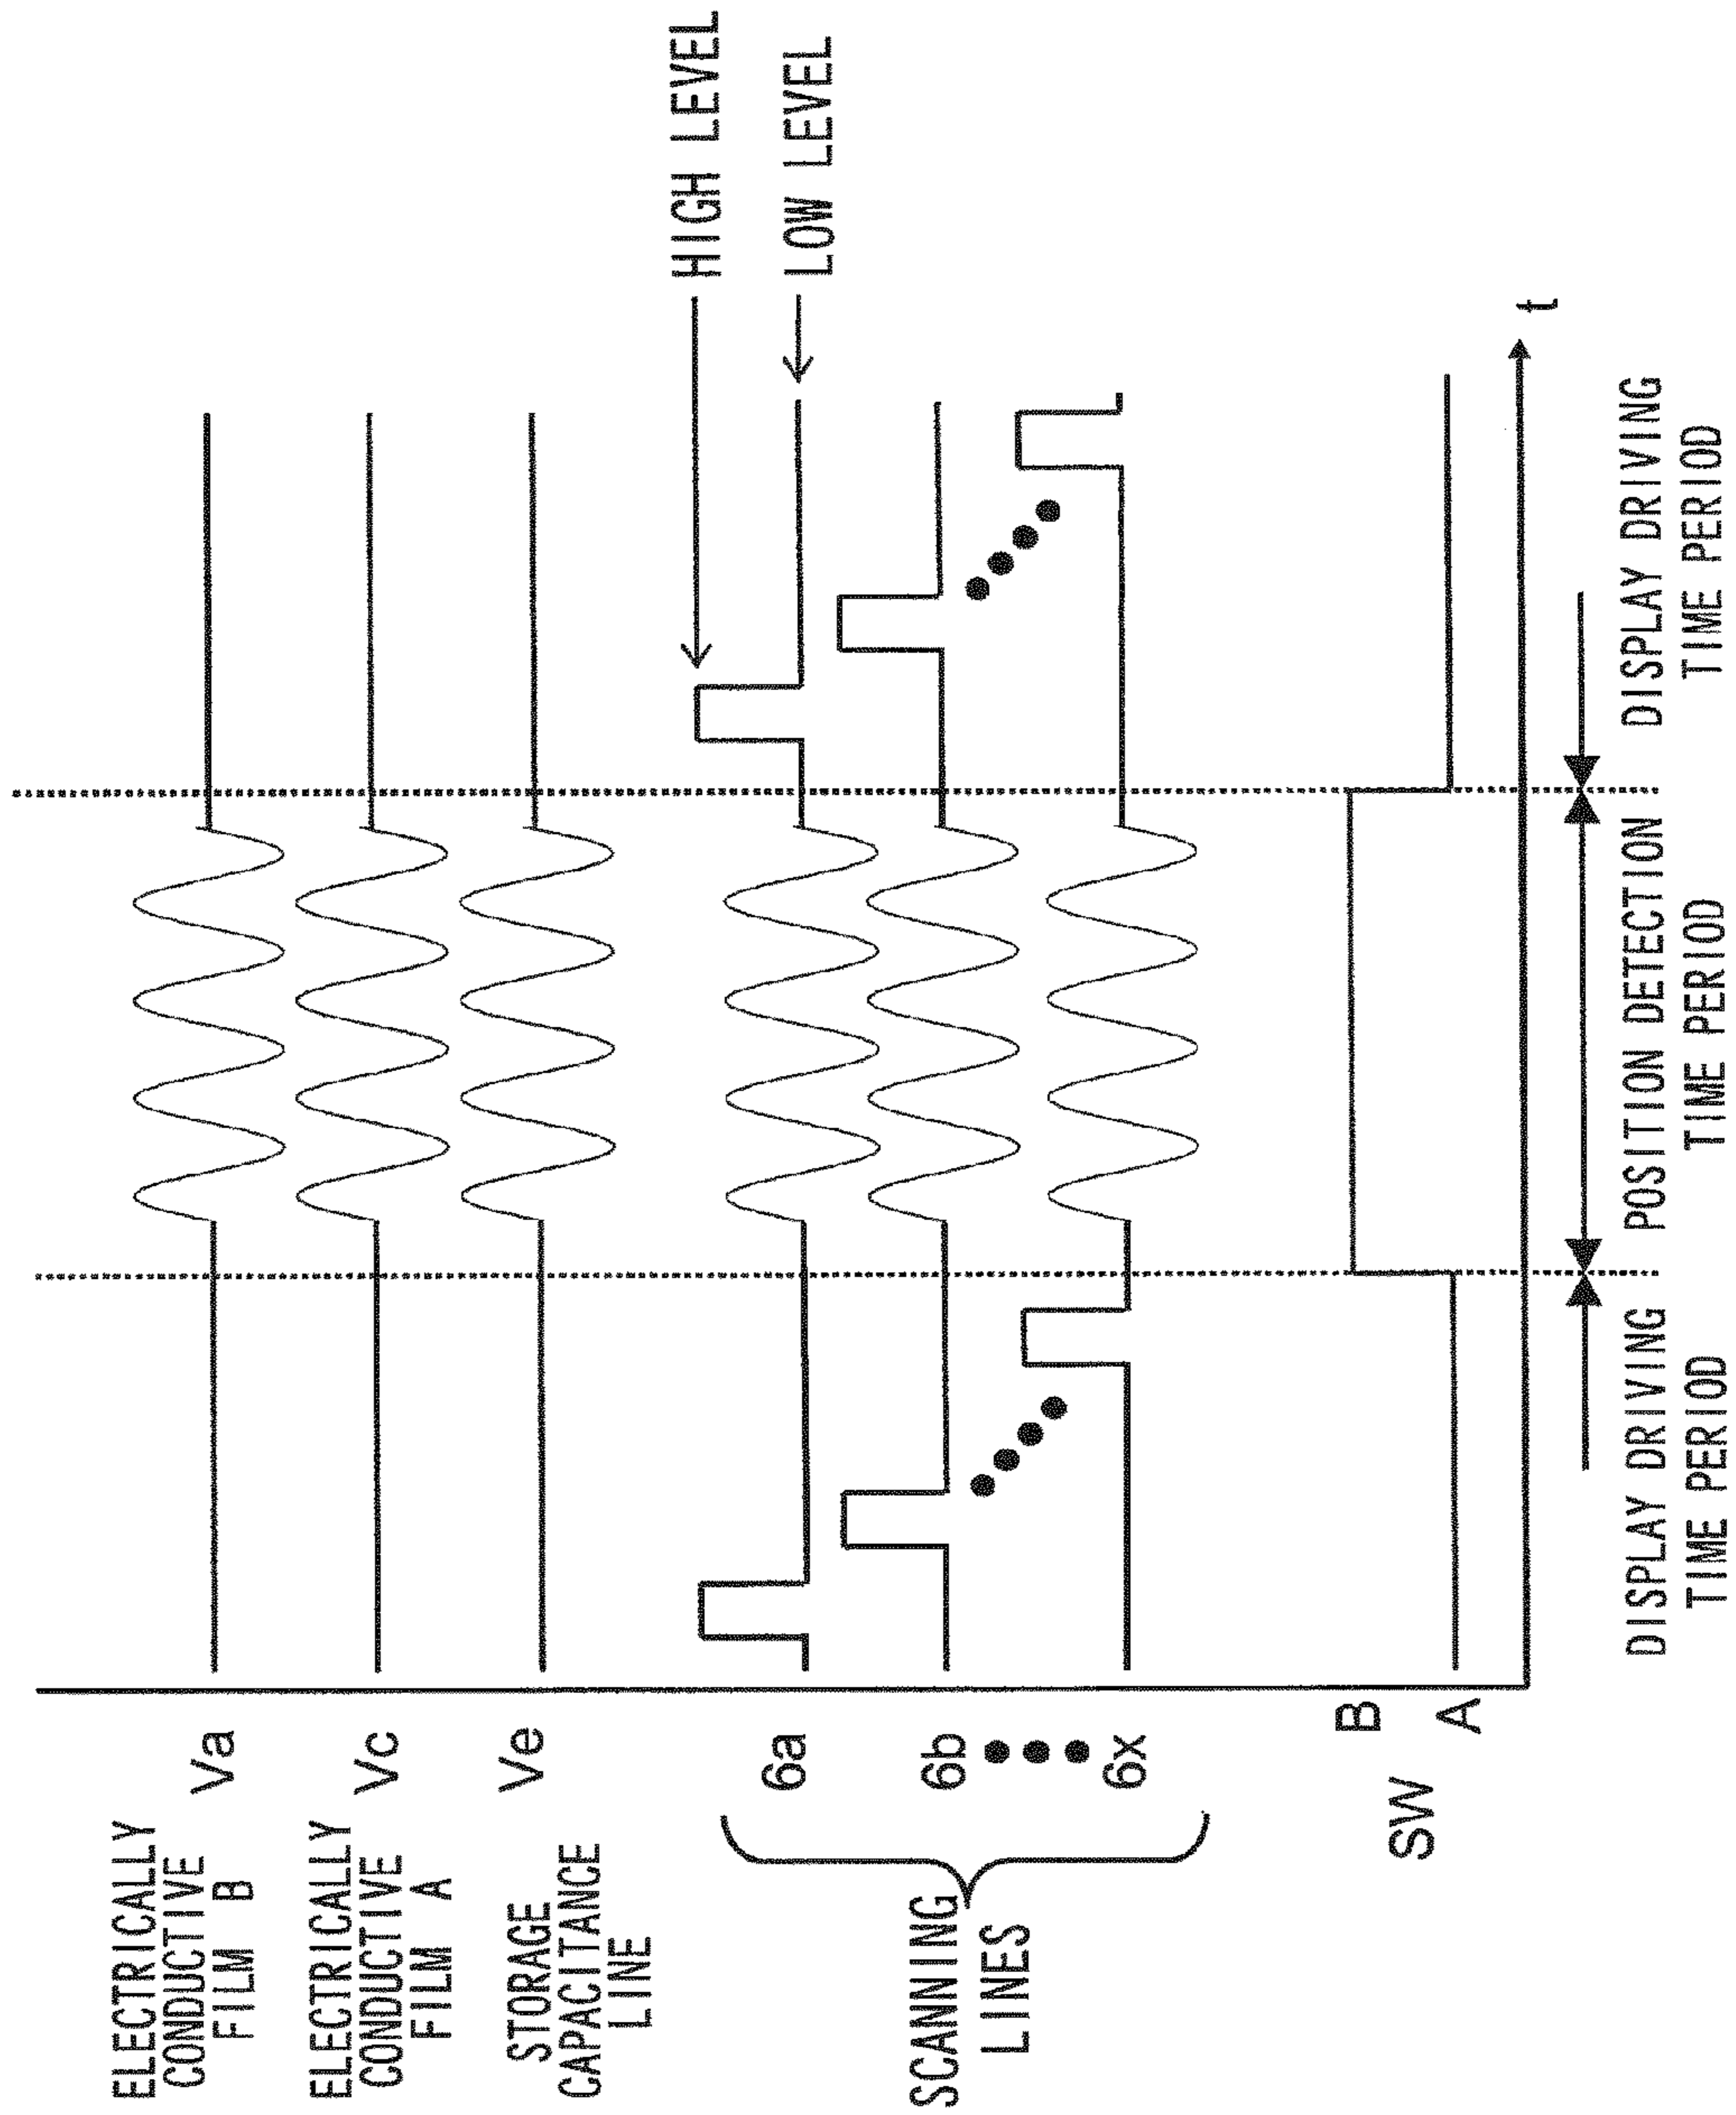 ELECTRICALLY
CONDUCTIVE
FILM B
Va
ELECTRICALLY
CONDUCTIVE
FILM A
Vc
STORAGE
CAPACITANCE
LINE
Ve
HIGH LEVEL
LOW LEVEL
SCANNING
LINES
6a
6b
6x
SW
B
A
t
DISPLAY DRIVING
TIME PERIOD
POSITION DETECTION
TIME PERIOD
DISPLAY DRIVING
TIME PERIOD